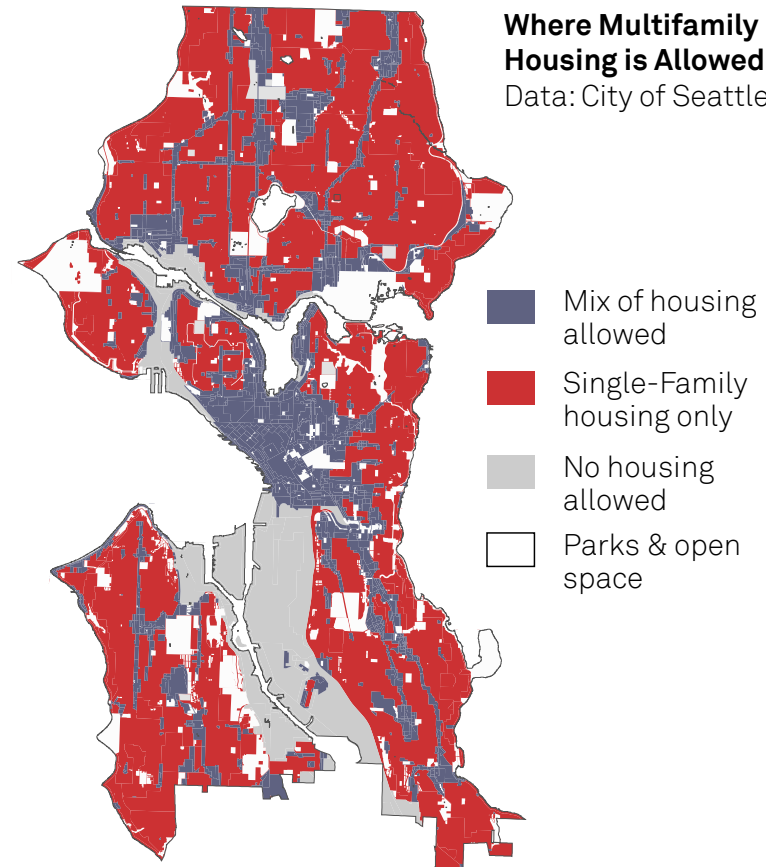 Where Multifamily
Housing is Allowed
Data: City of Seattle
Mix of housing
allowed
Single-Family
housing only
No housing
allowed
Parks & open
space